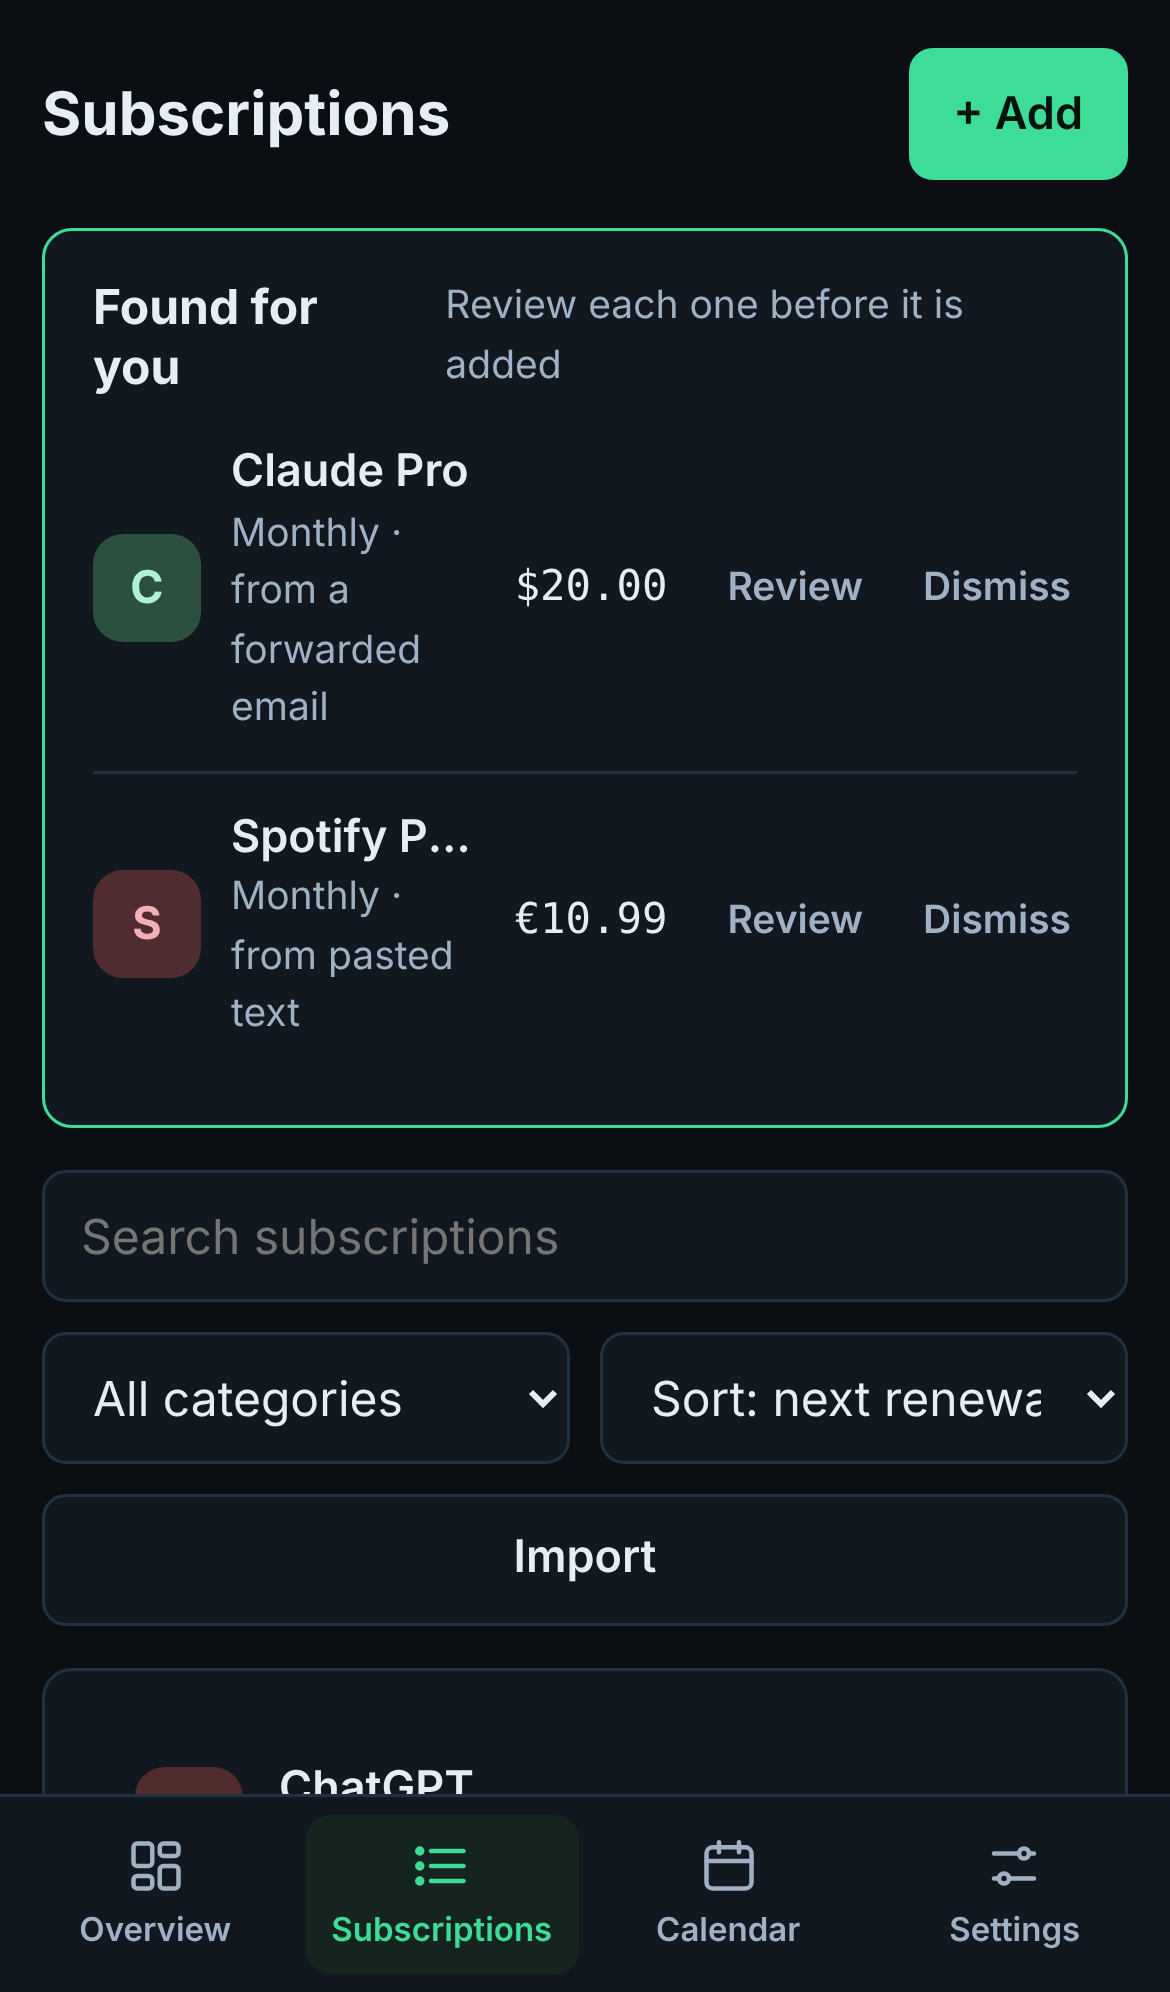 Subscriptions
+ Add
Found for
you
Review each one before it is
added
Claude Pro
C
Monthly ·
from a
forwarded
email
$20.00
Review
Dismiss
Spotify P...
S
Monthly ·
from pasted
text
€10.99
Review
Dismiss
Search subscriptions
All categories
Sort: next renewa
Import
ChatGPT
Overview
Subscriptions
Calendar
Settings